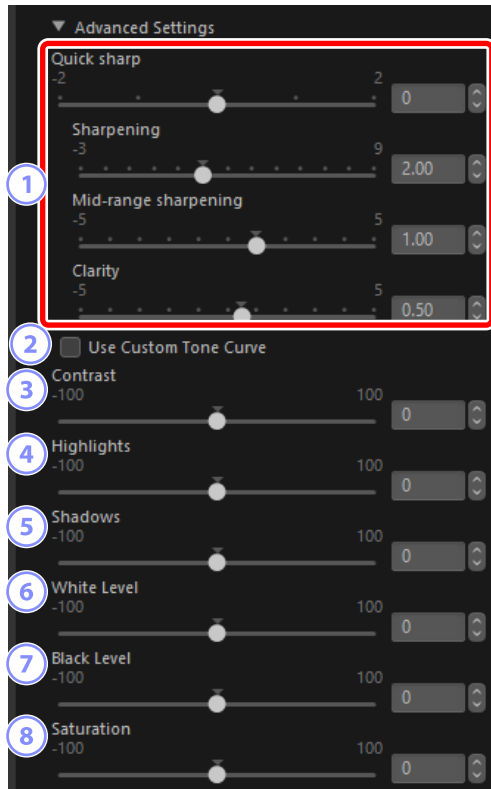 ▼ Advanced Settings
Quick sharp
-2 2
0
Sharpening
-3 9
2.00
1
Mid-range sharpening
-5 5
1.00
Clarity
-5 5
0.50
2 Use Custom Tone Curve
3 Contrast
-100 100
0
4 Highlights
-100 100
0
5 Shadows
-100 100
0
6 White Level
-100 100
0
7 Black Level
-100 100
0
8 Saturation
-100 100
0